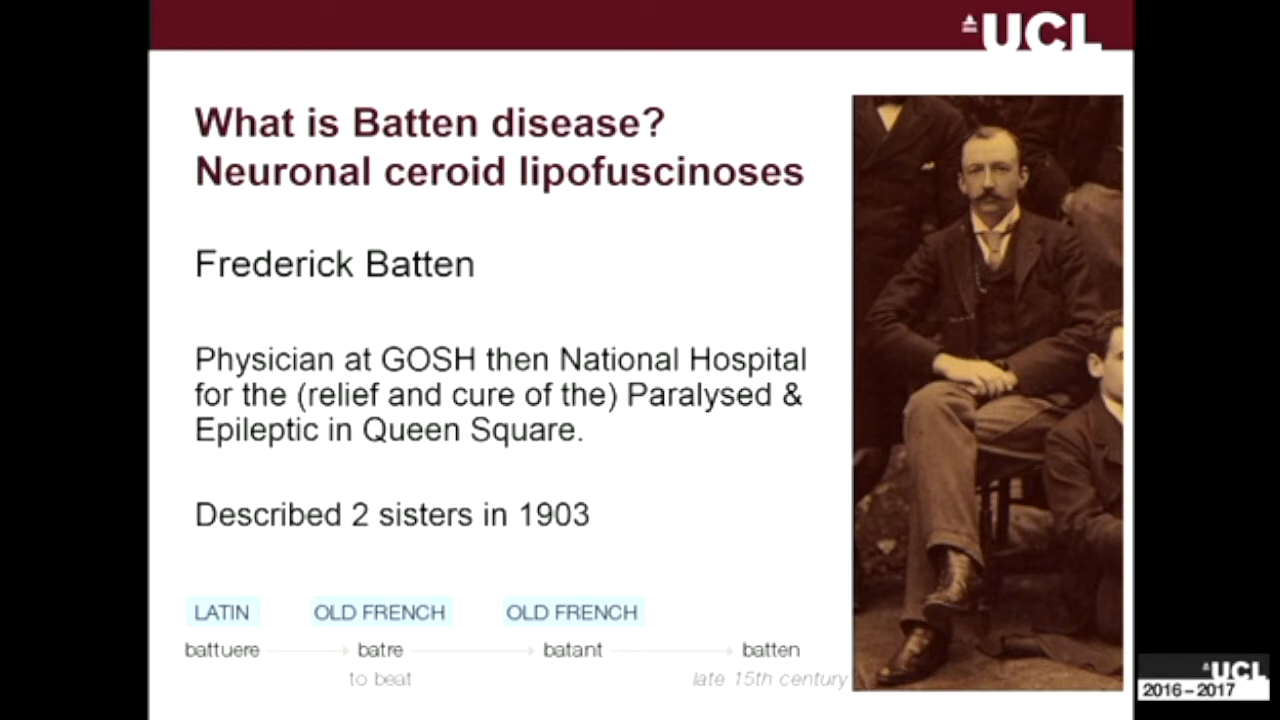 UCL
What is Batten disease?
Neuronal ceroid lipofuscinoses
Frederick Batten
Physician at GOSH then National Hospital
for the (relief and cure of the) Paralysed &
Epileptic in Queen Square.
Described 2 sisters in 1903
LATIN OLD FRENCH OLD FRENCH
battuere batre batant batten
to beat late 15th century
UCL
2016–2017